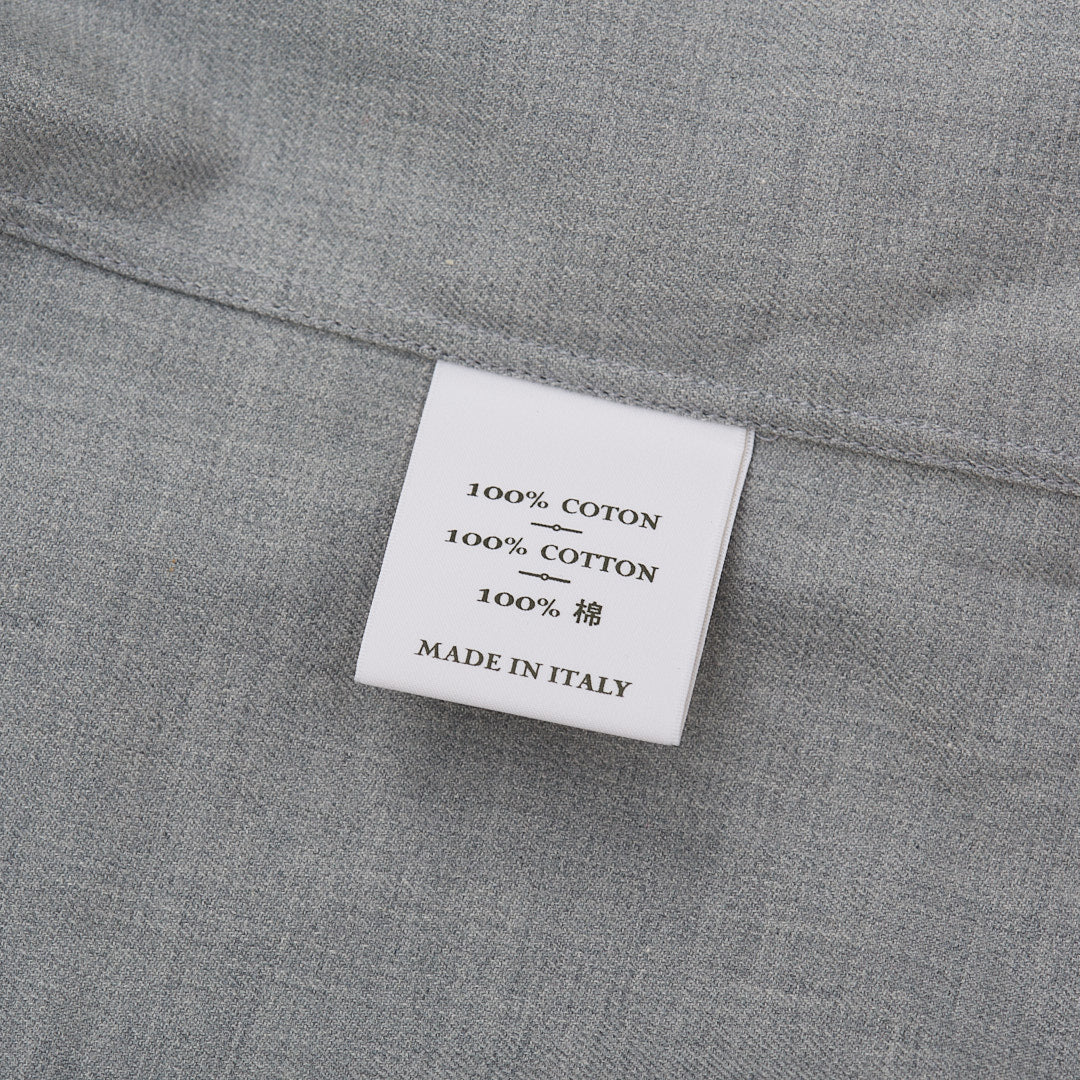 100% COTON
100% COTTON
100% 棉
MADE IN ITALY